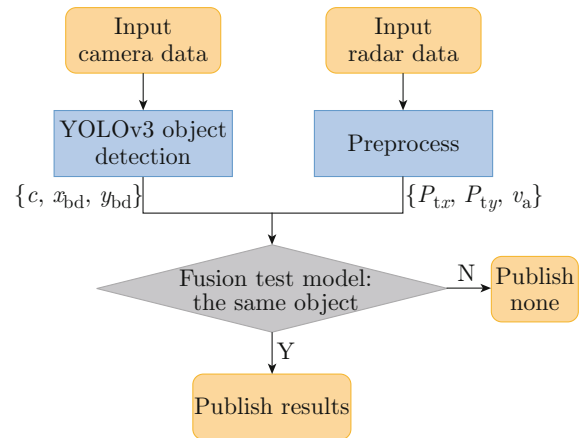 Input
camera data
Input
radar data
YOLOv3 object
detection
Preprocess
{c, x_bd, y_bd}
{P_tx, P_ty, v_a}
Fusion test model:
the same object
N
Publish
none
Y
Publish results